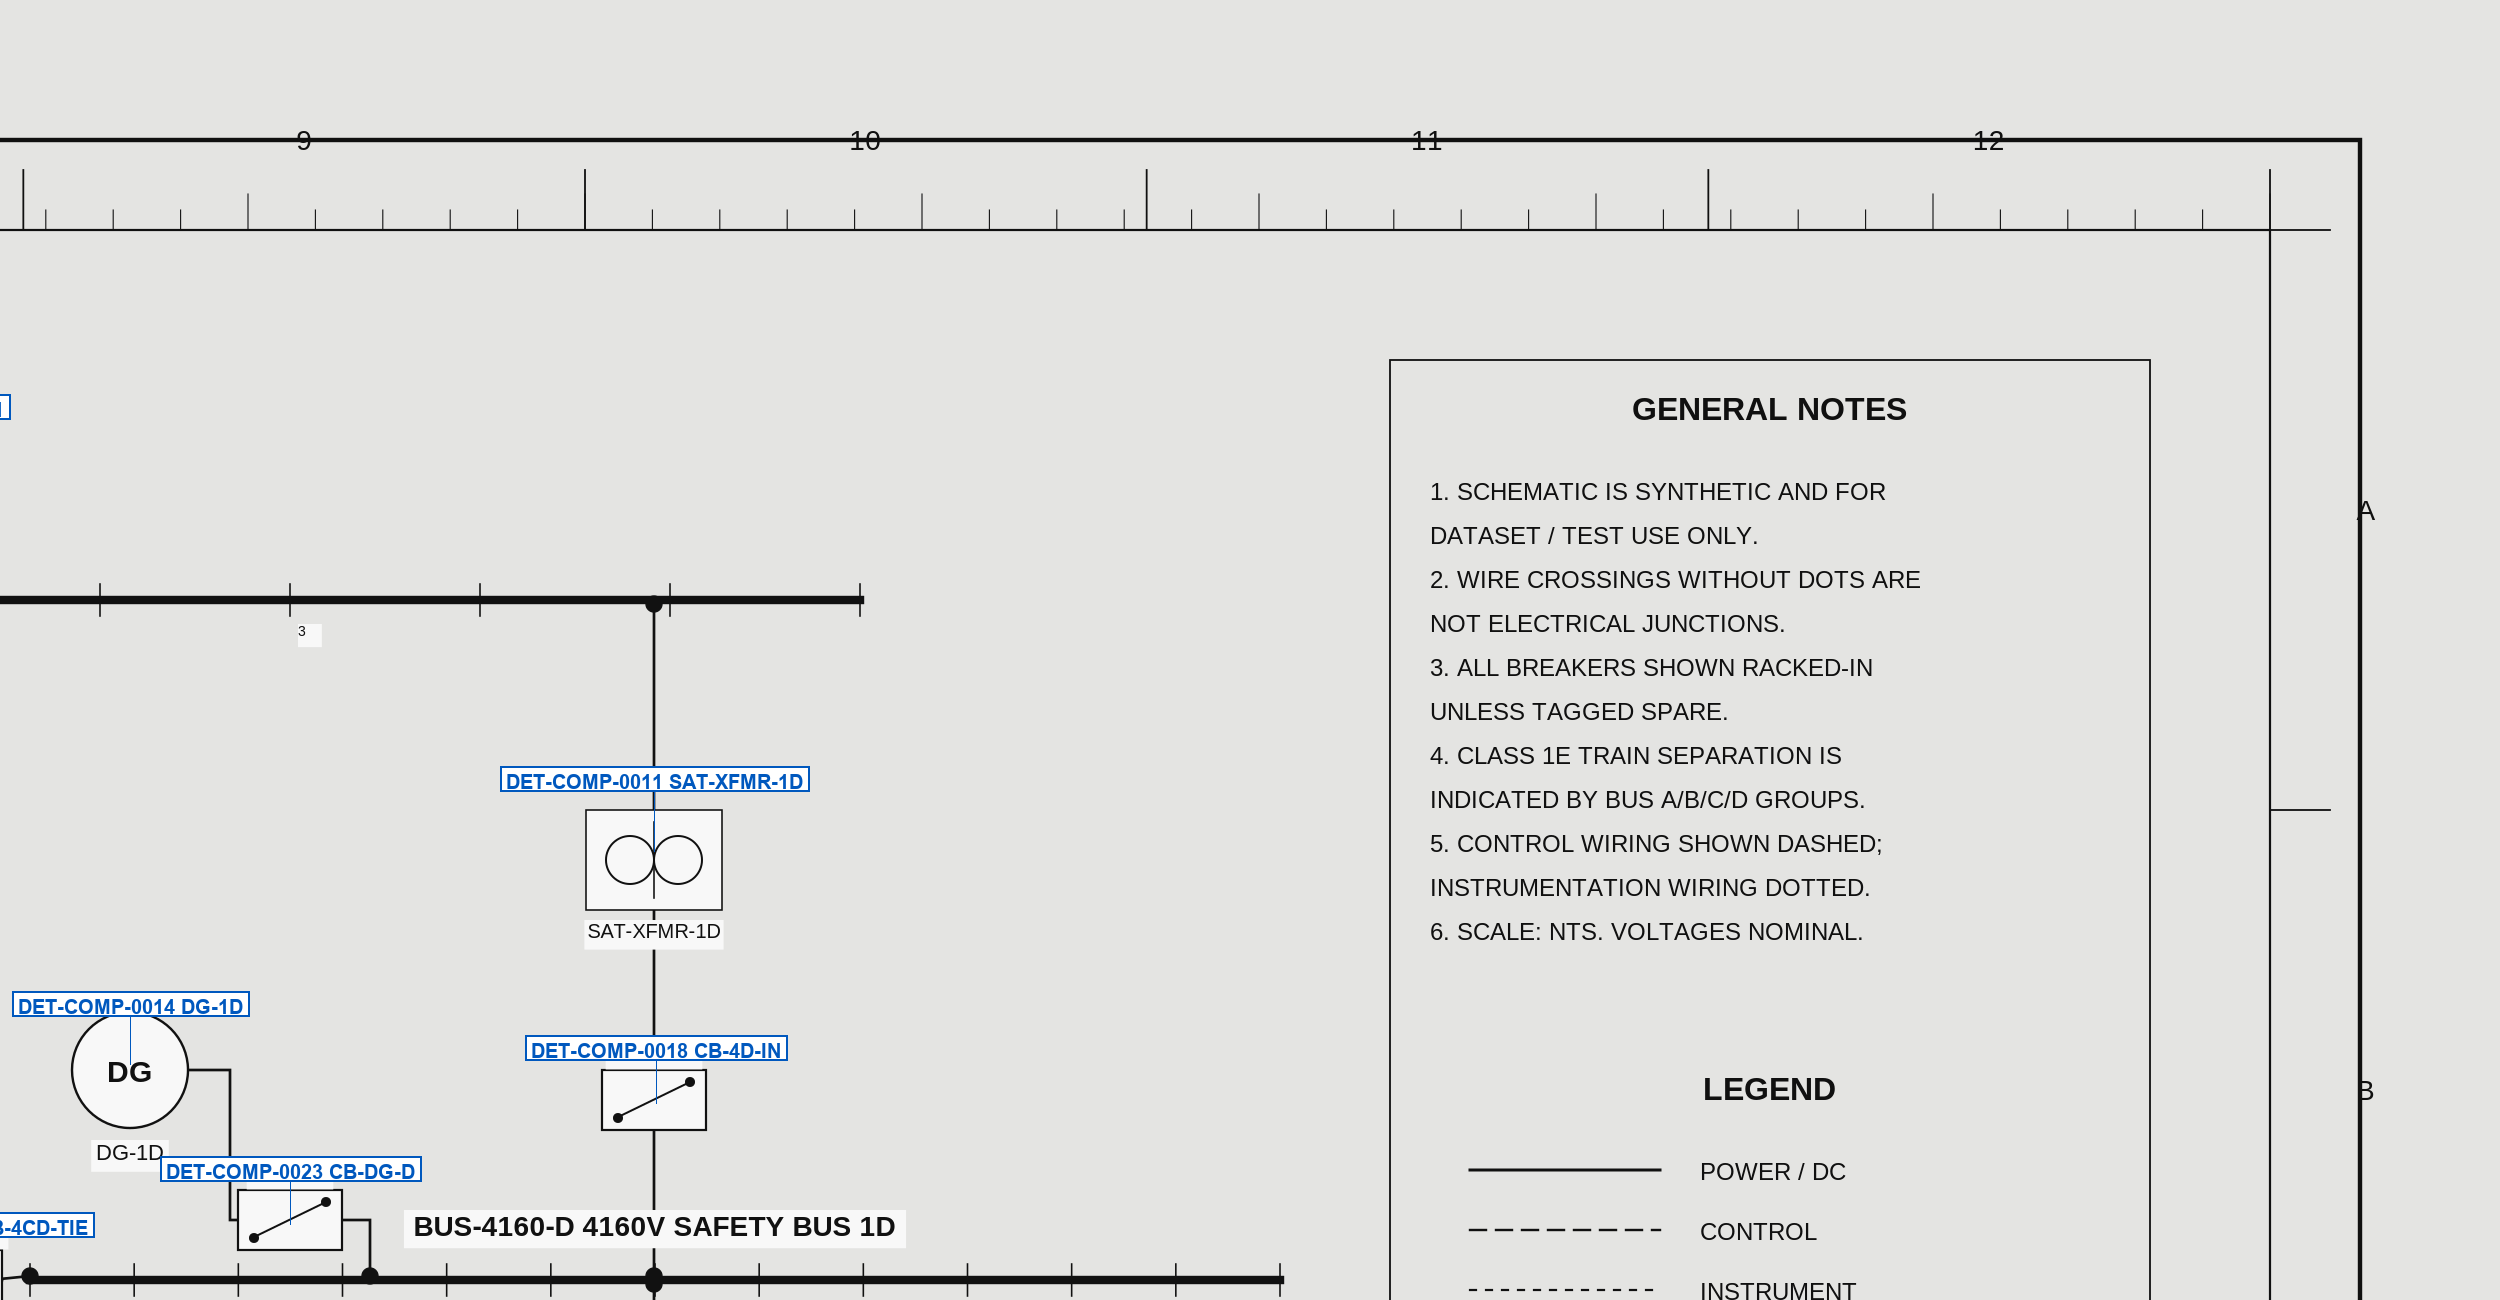 9 10 11 12
GENERAL NOTES
1. SCHEMATIC IS SYNTHETIC AND FOR
DATASET / TEST USE ONLY.
2. WIRE CROSSINGS WITHOUT DOTS ARE
NOT ELECTRICAL JUNCTIONS.
3. ALL BREAKERS SHOWN RACKED-IN
UNLESS TAGGED SPARE.
4. CLASS 1E TRAIN SEPARATION IS
INDICATED BY BUS A/B/C/D GROUPS.
5. CONTROL WIRING SHOWN DASHED;
INSTRUMENTATION WIRING DOTTED.
6. SCALE: NTS. VOLTAGES NOMINAL.
A
3
DET-COMP-0011 SAT-XFMR-1D
SAT-XFMR-1D
DET-COMP-0014 DG-1D
DG
DG-1D
DET-COMP-0018 CB-4D-IN
DET-COMP-0023 CB-DG-D
-4CD-TIE
BUS-4160-D 4160V SAFETY BUS 1D
LEGEND
B
POWER / DC
CONTROL
INSTRUMENT